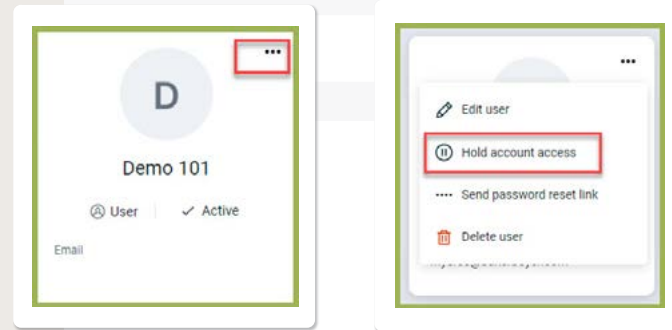 •••
D
Demo 101
User
Active
Email
•••
Edit user
Hold account access
Send password reset link
Delete user